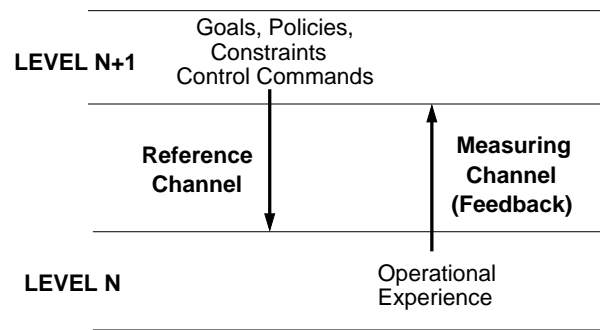 Goals, Policies,
Constraints
LEVEL N+1
Control Commands
Reference
Channel
Measuring
Channel
(Feedback)
LEVEL N
Operational
Experience